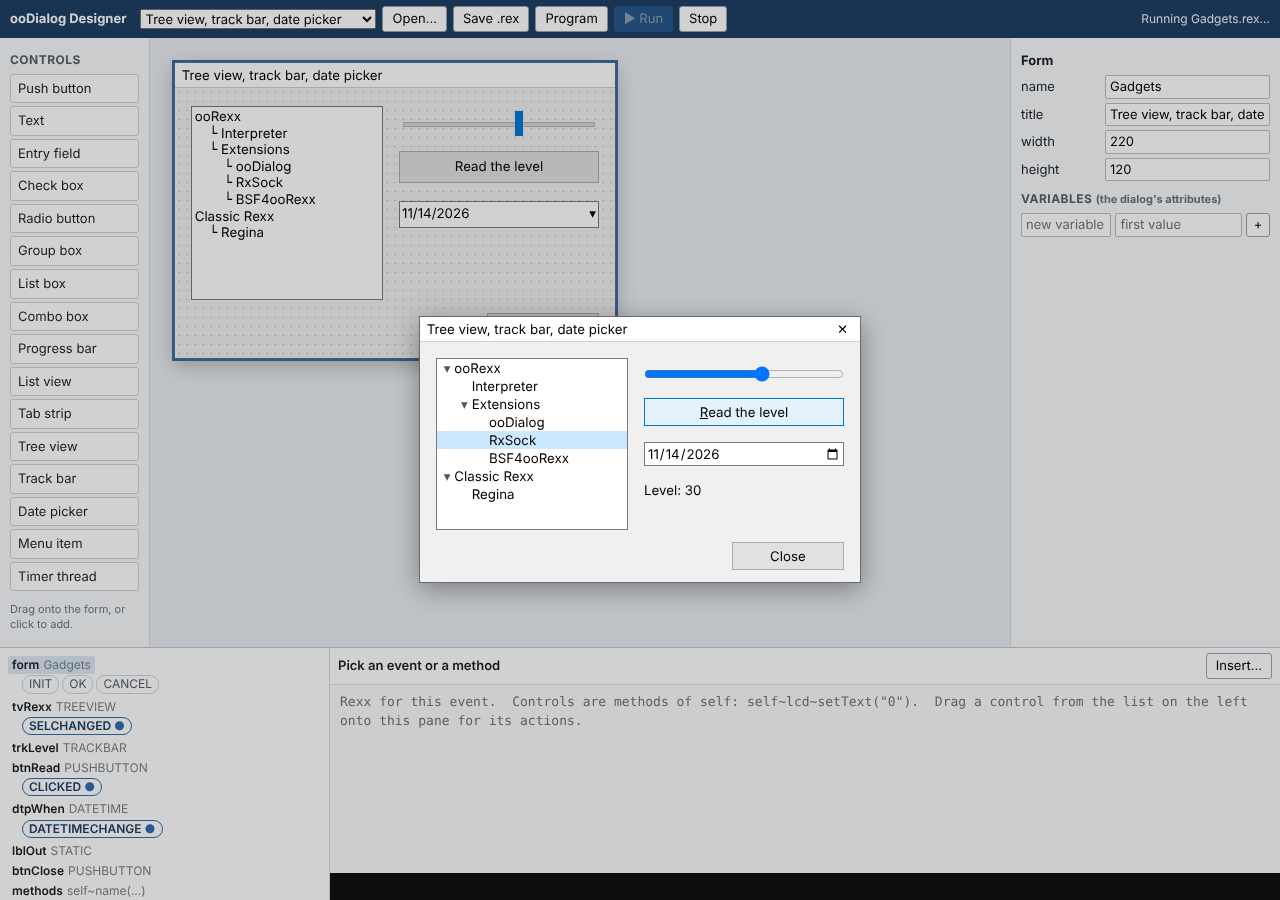 ooDialog Designer
Tree view, track bar, date picker
Open...
Save .rex
Program
▶ Run
Stop
Running Gadgets.rex...
CONTROLS
Push button
Text
Entry field
Check box
Radio button
Group box
List box
Combo box
Progress bar
List view
Tab strip
Tree view
Track bar
Date picker
Menu item
Timer thread
Drag onto the form, or
click to add.
Tree view, track bar, date picker
ooRexx
└ Interpreter
└ Extensions
└ ooDialog
└ RxSock
└ BSF4ooRexx
Classic Rexx
└ Regina
Read the level
11/14/2026
Tree view, track bar, date picker
ooRexx
Interpreter
Extensions
ooDialog
RxSock
BSF4ooRexx
Classic Rexx
Regina
Read the level
11/14/2026
Level: 30
Close
Form
name Gadgets
title Tree view, track bar, date
width 220
height 120
VARIABLES (the dialog's attributes)
new variable first value +
form Gadgets
INIT OK CANCEL
tvRexx TREEVIEW
SELCHANGED
trkLevel TRACKBAR
btnRead PUSHBUTTON
CLICKED
dtpWhen DATETIME
DATETIMECHANGE
lblOut STATIC
btnClose PUSHBUTTON
methods self~name(...)
Pick an event or a method
Insert...
Rexx for this event.  Controls are methods of self: self~lcd~setText("0").  Drag a control from the list on the left
onto this pane for its actions.